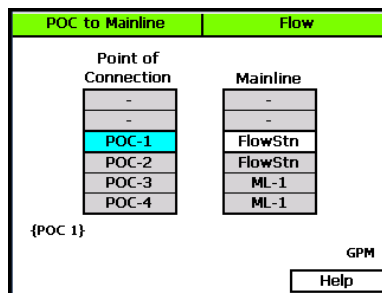 POC to Mainline Flow
Point of
Connection Mainline
- -
- -
POC-1 FlowStn
POC-2 FlowStn
POC-3 ML-1
POC-4 ML-1
{POC 1}
GPM
Help